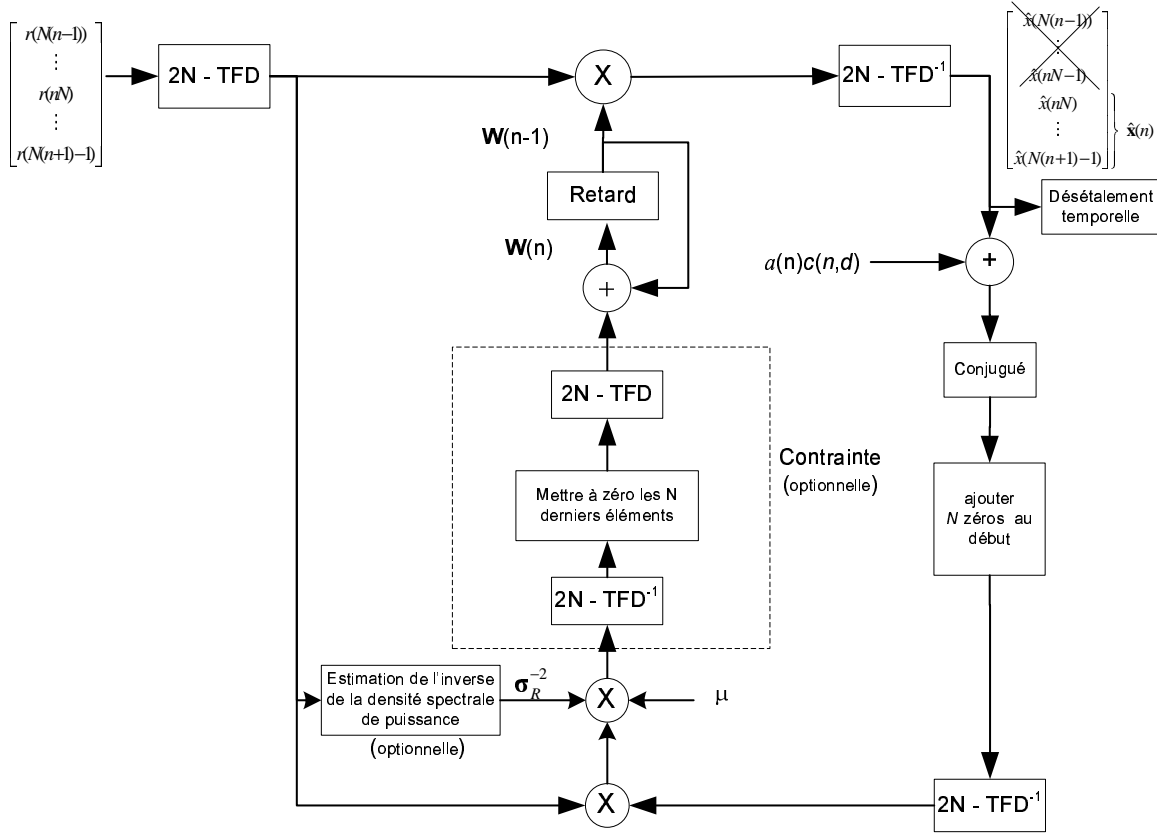 r(N(n−1))
⋮
r(nN)
⋮
r(N(n+1)−1)
2N - TFD
X
2N - TFD⁻¹
x̂(N(n−1))
⋮
x̂(nN−1)
x̂(nN)
⋮
x̂(N(n+1)−1)
x̂(n)
W(n-1)
Retard
W(n)
+
Désétalement
temporelle
a(n)c(n,d)
+
Conjugué
2N - TFD
Contrainte
(optionnelle)
Mettre à zéro les N
derniers éléments
ajouter
N zéros au
début
2N - TFD⁻¹
Estimation de l'inverse
de la densité spectrale
de puissance
(optionnelle)
σ_R⁻²
X
μ
X
2N - TFD⁻¹